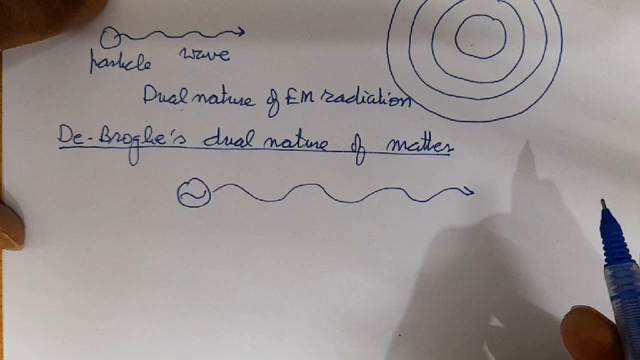 particle wave
Dual nature of EM radiation
De-Broglie's dual nature of matter